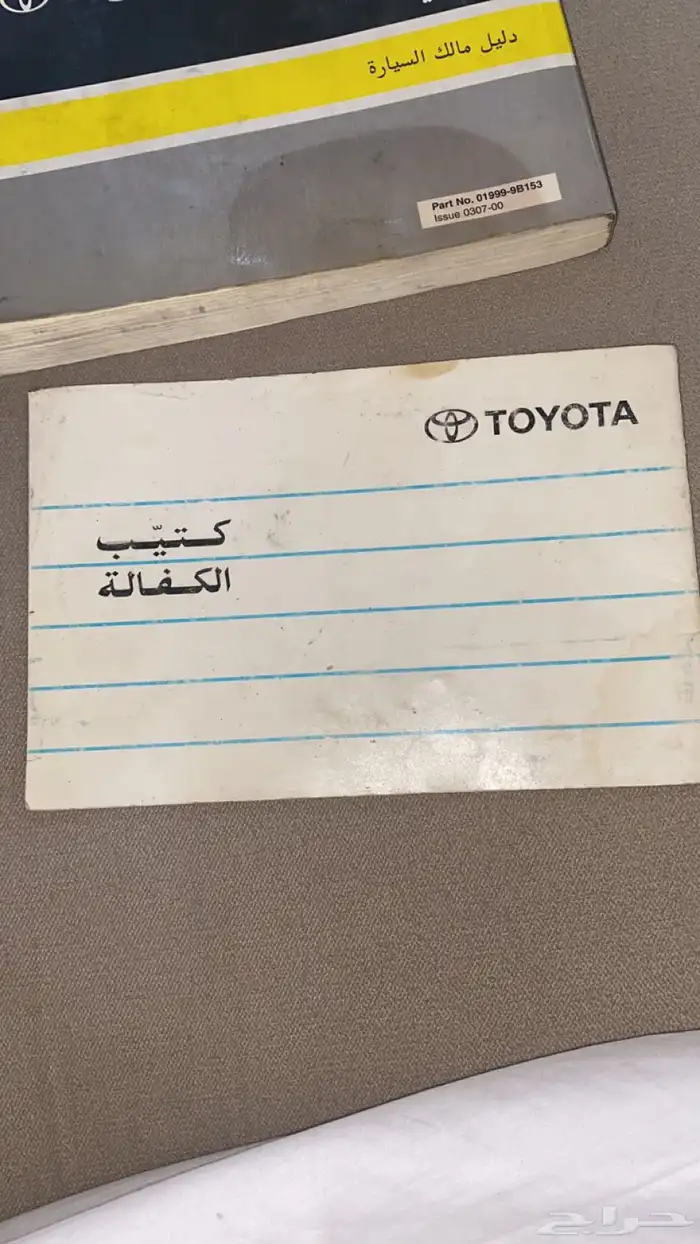 دليل مالك السيارة
Part No. 01999-9B153
Issue 0307-00
TOYOTA
كتيّب
الكفالة
حراج